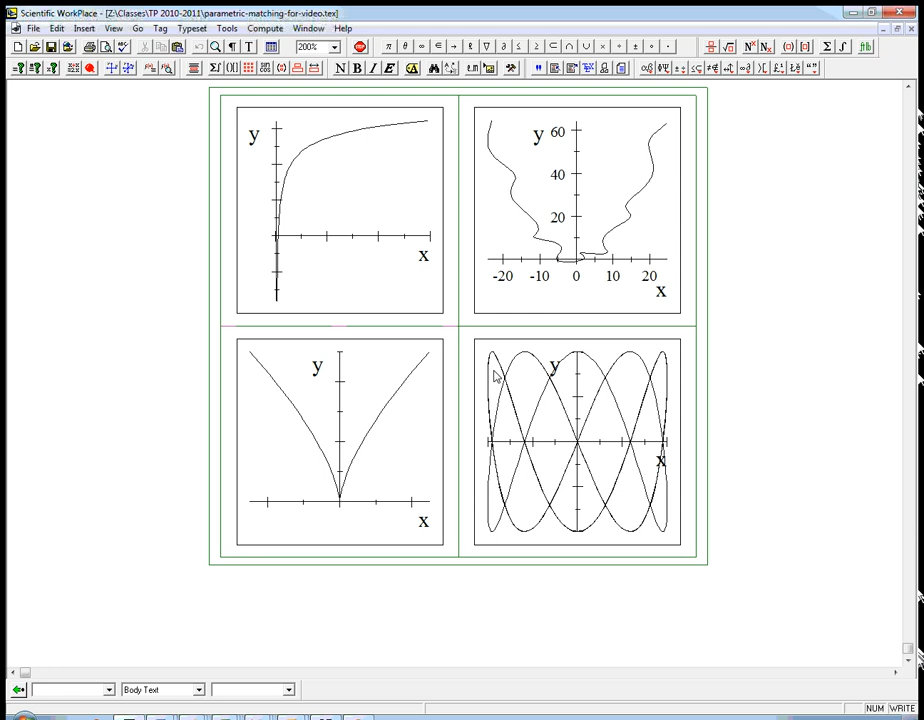 Scientific WorkPlace - [Z:\Classes\TP 2010-2011\parametric-matching-for-video.tex]
File Edit Insert View Go Tag Typeset Tools Compute Window Help
200%
STOP
π θ ∞ ∈ → ∇ ∫ ≤ ≥ ⊂ ∩ ∪ × ± ∘ ·
N B I E
y
x
y
60
40
20
-20 -10 0 10 20
x
y
x
y
x
Body Text
NUM WRITE